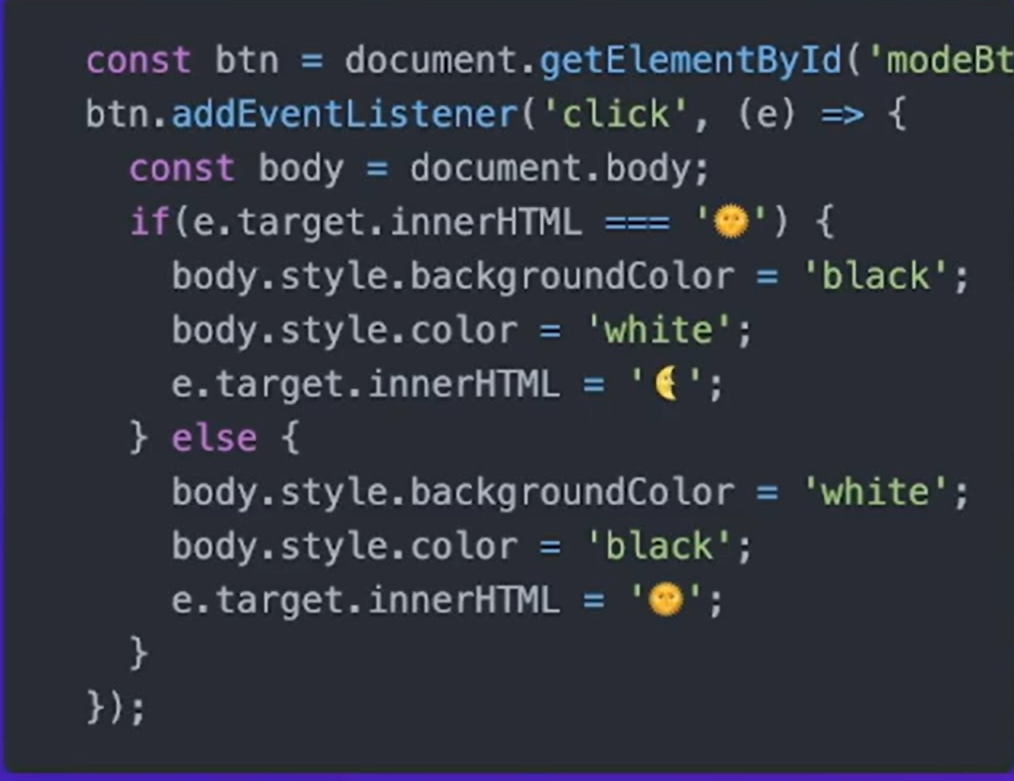 const btn = document.getElementById('modeBt
btn.addEventListener('click', (e) => {
  const body = document.body;
  if(e.target.innerHTML === '🌞') {
    body.style.backgroundColor = 'black';
    body.style.color = 'white';
    e.target.innerHTML = '🌜';
  } else {
    body.style.backgroundColor = 'white';
    body.style.color = 'black';
    e.target.innerHTML = '🌞';
  }
});